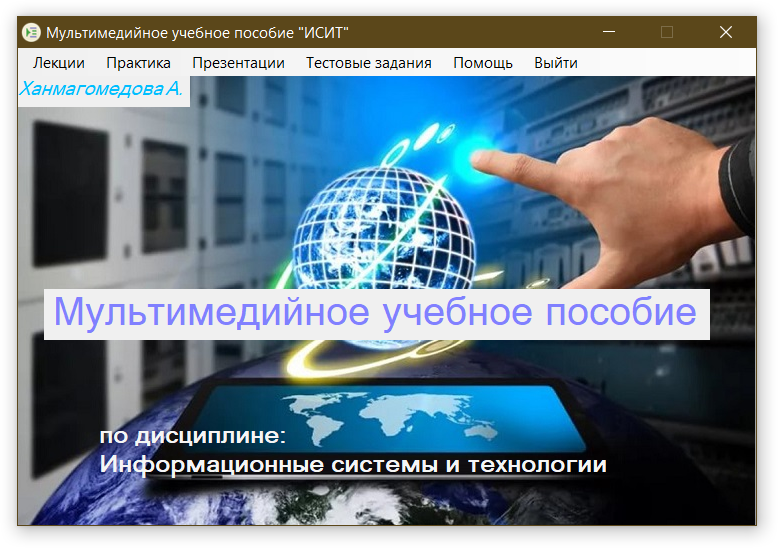 Мультимедийное учебное пособие "ИСИТ"
Лекции Практика Презентации Тестовые задания Помощь Выйти
Ханмагомедова А.
Мультимедийное учебное пособие
по дисциплине:
Информационные системы и технологии